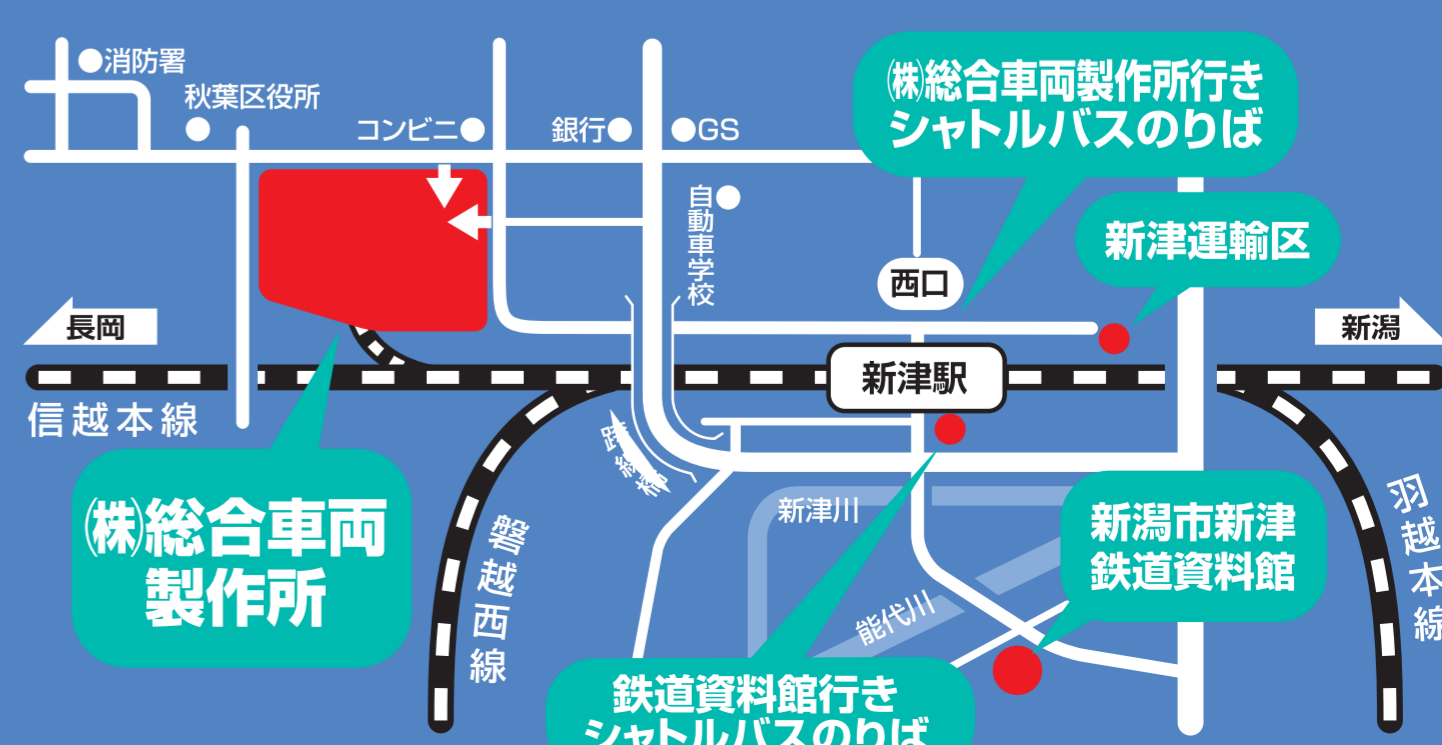 消防署
秋葉区役所
コンビニ
銀行
GS
自動車学校
㈱総合車両製作所行き
シャトルバスのりば
新津運輸区
西口
長岡
新潟
新津駅
信越本線
跨線橋
㈱総合車両
製作所
磐越西線
新津川
能代川
新潟市新津
鉄道資料館
羽越本線
鉄道資料館行き
シャトルバスのりば